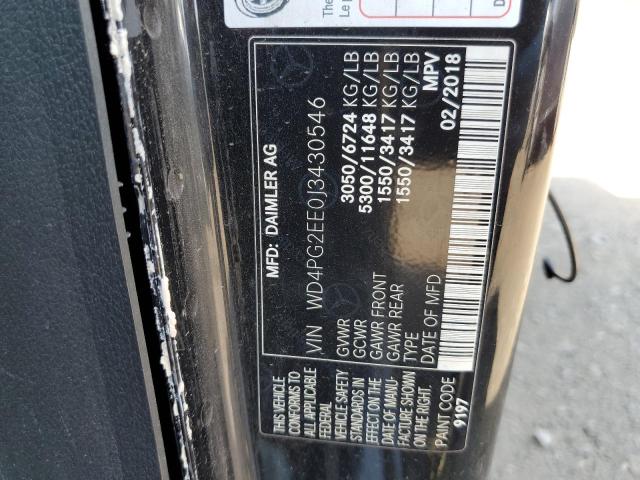 The
Le p
D
MFD: DAIMLER AG
VIN WD4PG2EE0J3430546
GVWR 3050/6724 KG/LB
GCWR 5300/11648 KG/LB
GAWR FRONT 1550/3417 KG/LB
GAWR REAR 1550/3417 KG/LB
TYPE MPV
DATE OF MFD 02/2018
THIS VEHICLE
CONFORMS TO
ALL APPLICABLE
FEDERAL
VEHICLE SAFETY
STANDARDS IN
EFFECT ON THE
DATE OF MANU-
FACTURE SHOWN
ON THE RIGHT.
PAINT CODE
9197